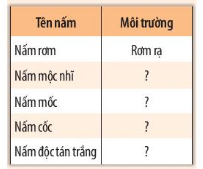 Tên nấm Môi trường
Nấm rơm Rơm rạ
Nấm mộc nhĩ ?
Nấm mốc ?
Nấm cốc ?
Nấm độc tán trắng ?